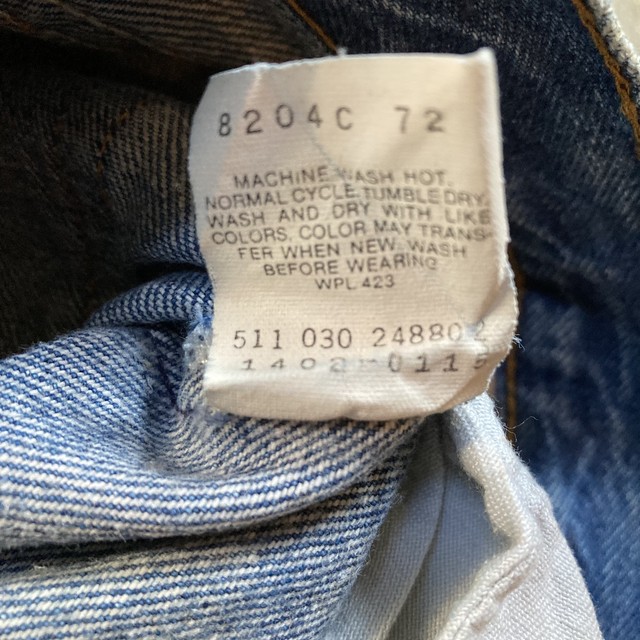 8204C 72
MACHINE WASH HOT,
NORMAL CYCLE, TUMBLE DRY.
WASH AND DRY WITH LIKE
COLORS. COLOR MAY TRANS-
FER WHEN NEW. WASH
BEFORE WEARING
WPL 423
511 030 24880